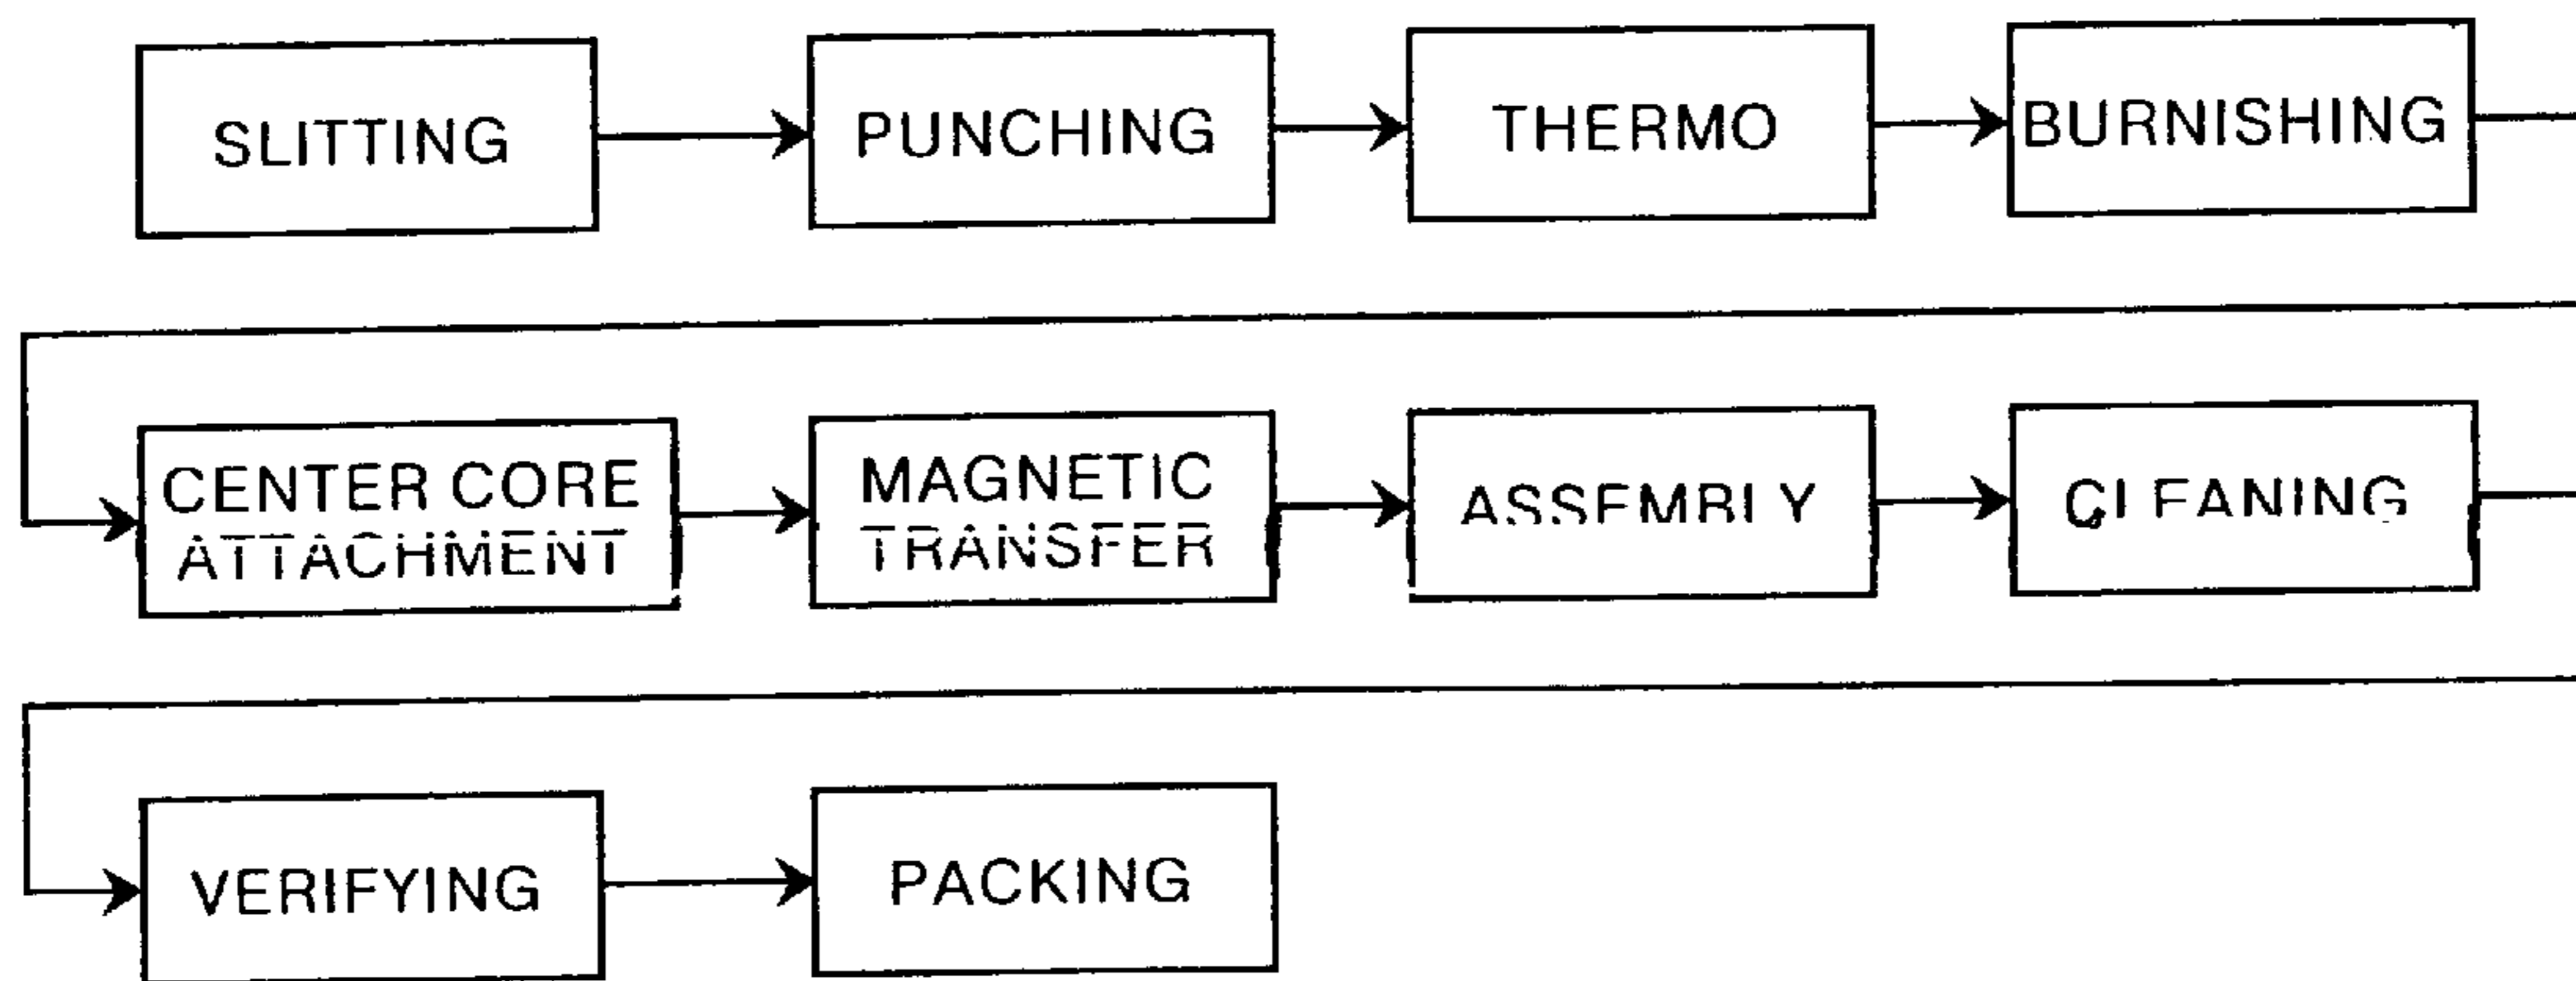 SLITTING
PUNCHING
THERMO
BURNISHING
CENTER CORE
ATTACHMENT
MAGNETIC
TRANSFER
ASSEMBLY
CLEANING
VERIFYING
PACKING